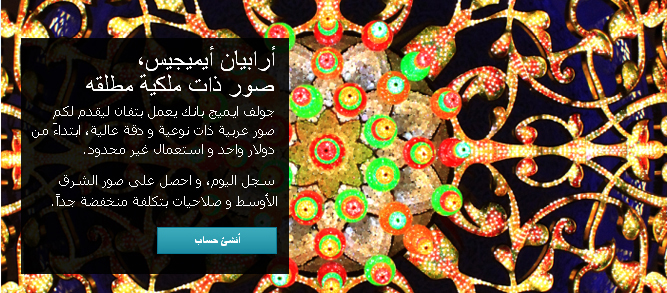 أرابيان أيميجيس،
صور ذات ملكية مطلقه
جولف ايميج بانك يعمل بتفان ليقدم لكم
صور عربية ذات نوعية و دقة عالية، ابتداءً من
دولار واحد و استعمال غير محدود.
سجل اليوم، و احصل على صور الشرق
الأوسط و صلاحيات بتكلفة منخفضة جداً.
أنشئ حساب